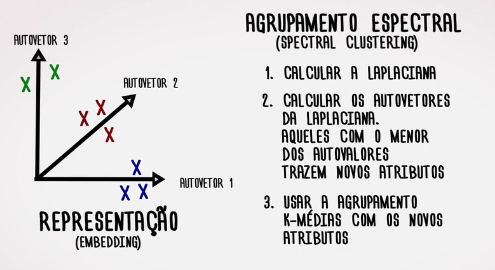 AUTOVETOR 3
AUTOVETOR 2
AUTOVETOR 1
REPRESENTAÇÃO
(EMBEDDING)
AGRUPAMENTO ESPECTRAL
(SPECTRAL CLUSTERING)
1. CALCULAR A LAPLACIANA
2. CALCULAR OS AUTOVETORES
DA LAPLACIANA.
AQUELES COM O MENOR
DOS AUTOVALORES
TRAZEM NOVOS ATRIBUTOS
3. USAR A AGRUPAMENTO
K-MÉDIAS COM OS NOVOS
ATRIBUTOS